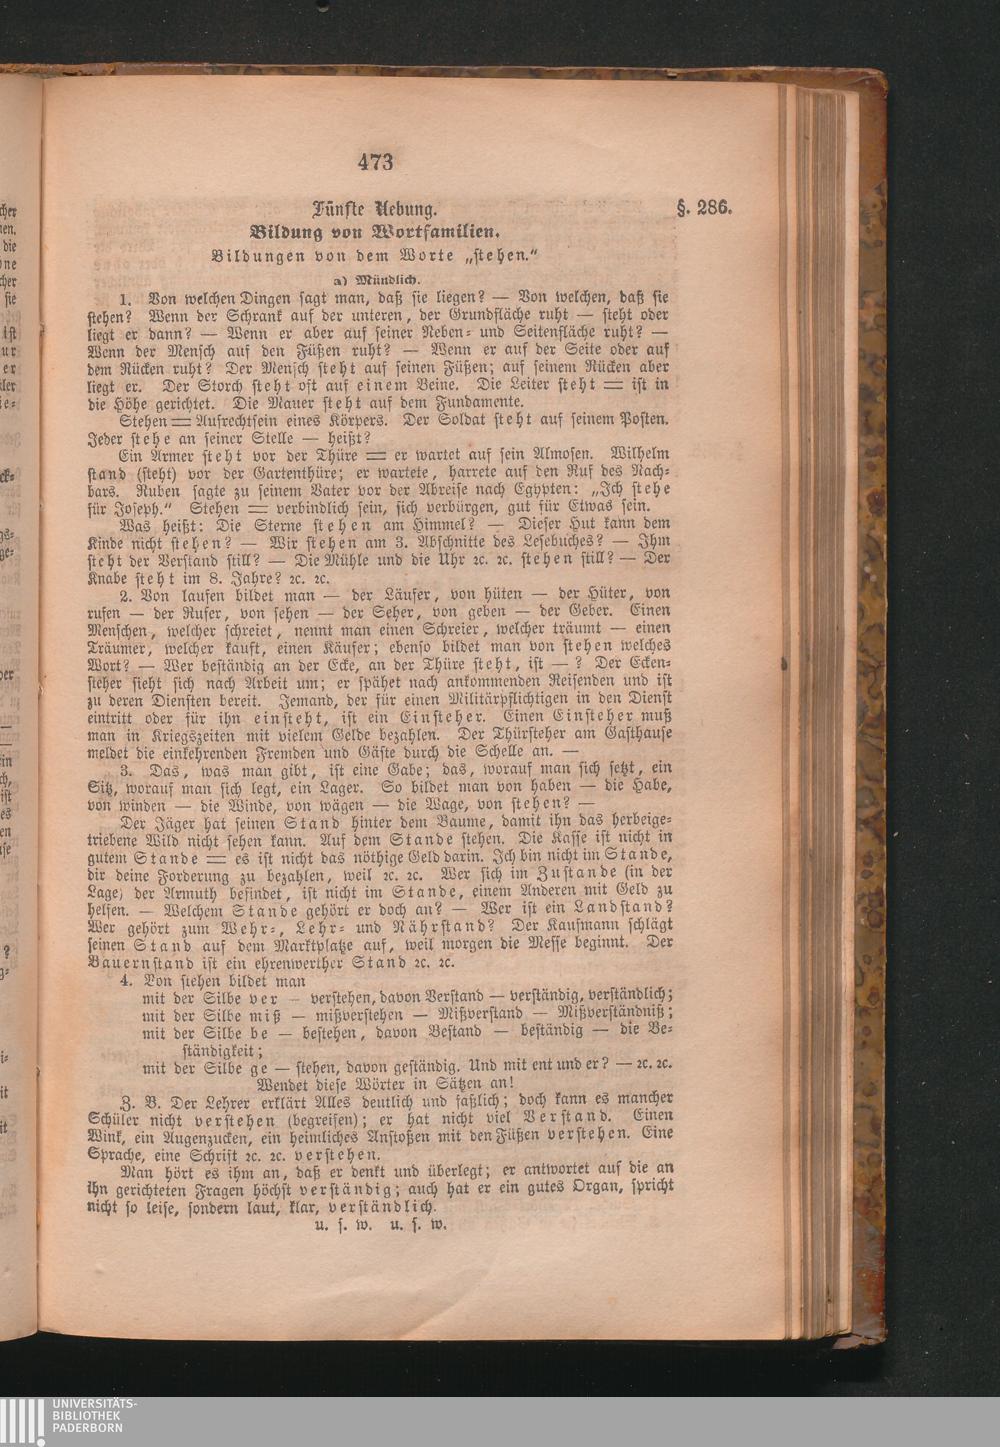 473
Fünfte Uebung. §. 286.
Bildung von Wortfamilien.
Bildungen von dem Worte „stehen.“
a) Mündlich.
1. Von welchen Dingen sagt man, daß sie liegen? — Von welchen, daß sie
stehen? Wenn der Schrank auf der unteren, der Grundfläche ruht — steht oder
liegt er dann? — Wenn er aber auf seiner Neben- und Seitenfläche ruht? —
Wenn der Mensch auf den Füßen ruht? — Wenn er auf der Seite oder auf
dem Rücken ruht? Der Mensch steht auf seinen Füßen; auf seinem Rücken aber
liegt er. Der Storch steht oft auf einem Beine. Die Leiter steht = ist in
die Höhe gerichtet. Die Mauer steht auf dem Fundamente.
Stehen = Aufrechtsein eines Körpers. Der Soldat steht auf seinem Posten.
Jeder stehe an seiner Stelle — heißt?
Ein Armer steht vor der Thüre = er wartet auf sein Almosen. Wilhelm
stand (steht) vor der Gartenthüre; er wartete, harrete auf den Ruf des Nach-
bars. Ruben sagte zu seinem Vater vor der Abreise nach Egypten: „Ich stehe
für Joseph.“ Stehen = verbindlich sein, sich verbürgen, gut für Etwas sein.
Was heißt: Die Sterne stehen am Himmel? — Dieser Hut kann dem
Kinde nicht stehen? — Wir stehen am 3. Abschnitte des Lesebuches? — Ihm
steht der Verstand still? — Die Mühle und die Uhr ꝛc. ꝛc. stehen still? — Der
Knabe steht im 8. Jahre? ꝛc. ꝛc.
2. Von laufen bildet man — der Läufer, von hüten — der Hüter, von
rufen — der Rufer, von sehen — der Seher, von geben — der Geber. Einen
Menschen, welcher schreiet, nennt man einen Schreier, welcher träumt — einen
Träumer, welcher kauft, einen Käufer; ebenso bildet man von stehen welches
Wort? — Wer beständig an der Ecke, an der Thüre steht, ist — ? Der Ecken-
steher sieht sich nach Arbeit um; er spähet nach ankommenden Reisenden und ist
zu deren Diensten bereit. Jemand, der für einen Militärpflichtigen in den Dienst
eintritt oder für ihn einsteht, ist ein Einsteher. Einen Einsteher muß
man in Kriegszeiten mit vielem Gelde bezahlen. Der Thürsteher am Gasthause
meldet die einkehrenden Fremden und Gäste durch die Schelle an. —
3. Das, was man gibt, ist eine Gabe; das, worauf man sich setzt, ein
Sitz, worauf man sich legt, ein Lager. So bildet man von haben — die Habe,
von winden — die Winde, von wägen — die Wage, von stehen? —
Der Jäger hat seinen Stand hinter dem Baume, damit ihn das herbeige-
triebene Wild nicht sehen kann. Auf dem Stande stehen. Die Kasse ist nicht in
gutem Stande = es ist nicht das nöthige Geld darin. Ich bin nicht im Stande,
dir deine Forderung zu bezahlen, weil ꝛc. ꝛc. Wer sich im Zustande (in der
Lage) der Armuth befindet, ist nicht im Stande, einem Anderen mit Geld zu
helfen. — Welchem Stande gehört er doch an? — Wer ist ein Landstand?
Wer gehört zum Wehr-, Lehr- und Nährstand? Der Kaufmann schlägt
seinen Stand auf dem Marktplatze auf, weil morgen die Messe beginnt. Der
Bauernstand ist ein ehrenwerther Stand ꝛc. ꝛc.
4. Von stehen bildet man
mit der Silbe ver — verstehen, davon Verstand — verständig, verständlich;
mit der Silbe miß — mißverstehen — Mißverstand — Mißverständniß;
mit der Silbe be — bestehen, davon Bestand — beständig — die Be-
ständigkeit;
mit der Silbe ge — stehen, davon geständig. Und mit ent und er? — ꝛc. ꝛc.
Wendet diese Wörter in Sätzen an!
Z. B. Der Lehrer erklärt Alles deutlich und faßlich; doch kann es mancher
Schüler nicht verstehen (begreifen); er hat nicht viel Verstand. Einen
Wink, ein Augenzucken, ein heimliches Anstoßen mit den Füßen verstehen. Eine
Sprache, eine Schrift ꝛc. ꝛc. verstehen.
Man hört es ihm an, daß er denkt und überlegt; er antwortet auf die an
ihn gerichteten Fragen höchst verständig; auch hat er ein gutes Organ, spricht
nicht so leise, sondern laut, klar, verständlich.
u. s. w. u. s. w.
UNIVERSITÄTS-
BIBLIOTHEK
PADERBORN